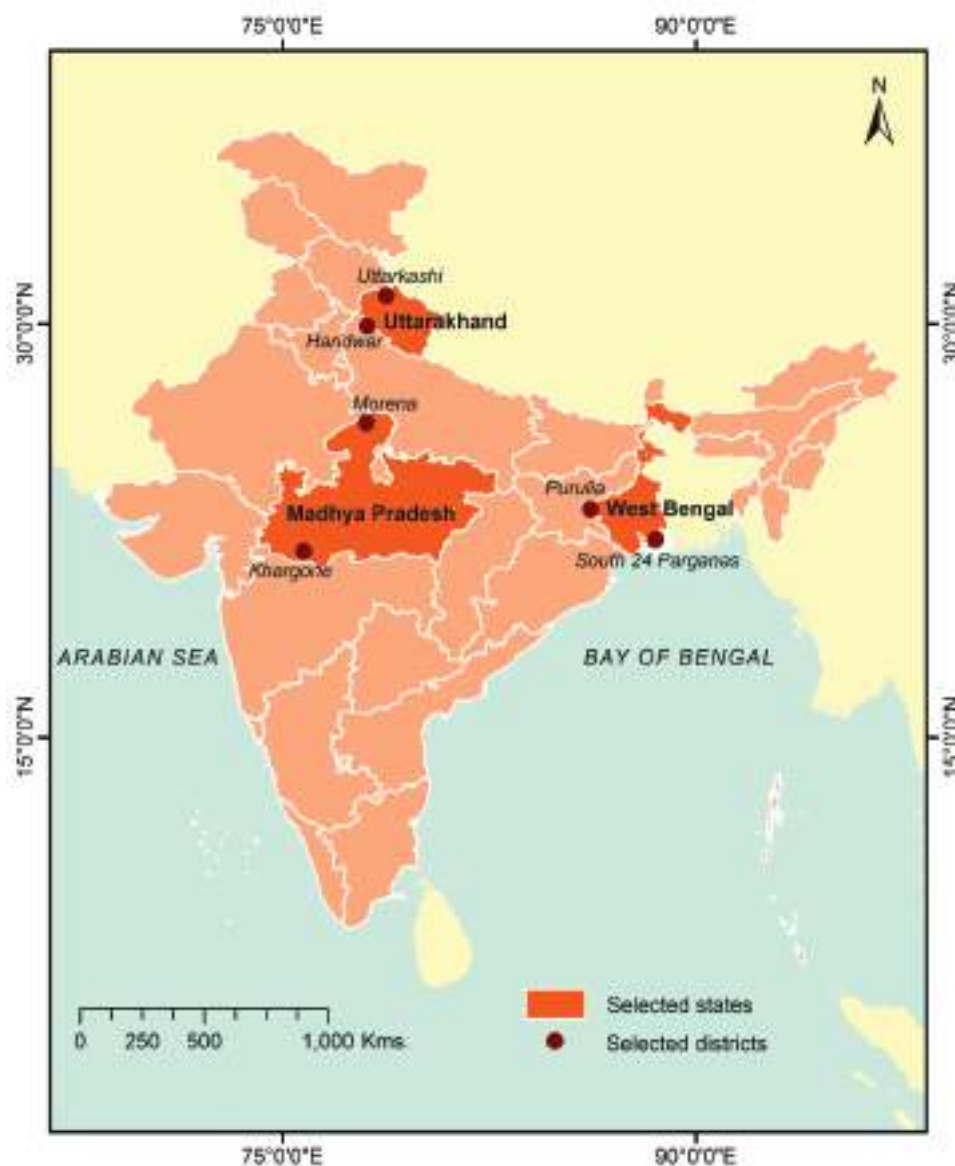 75°0'0"E 90°0'0"E
N
Uttarkashi
30°0'0"N
Uttarakhand
30°0'0"N
Haridwar
Morena
Purulia
West Bengal
Madhya Pradesh
Khargone
South 24 Parganas
ARABIAN SEA
BAY OF BENGAL
15°0'0"N
15°0'0"N
Selected states
0 250 500 1,000 Kms.
Selected districts
75°0'0"E 90°0'0"E